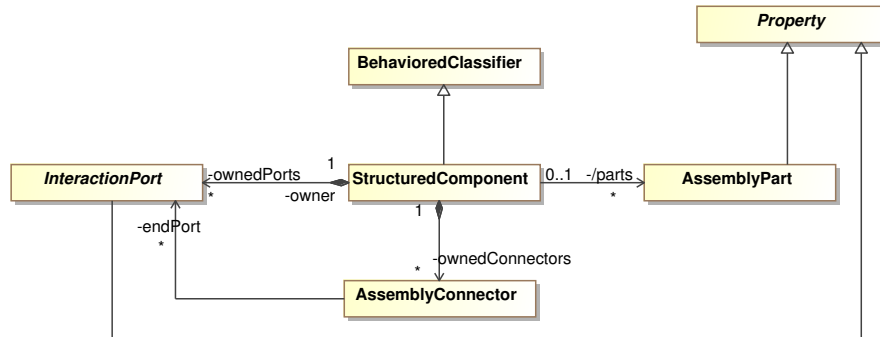 Property
BehavioredClassifier
1
InteractionPort
-ownedPorts
*
-owner
StructuredComponent
0..1
-/parts
*
AssemblyPart
1
-endPort
*
-ownedConnectors
*
AssemblyConnector